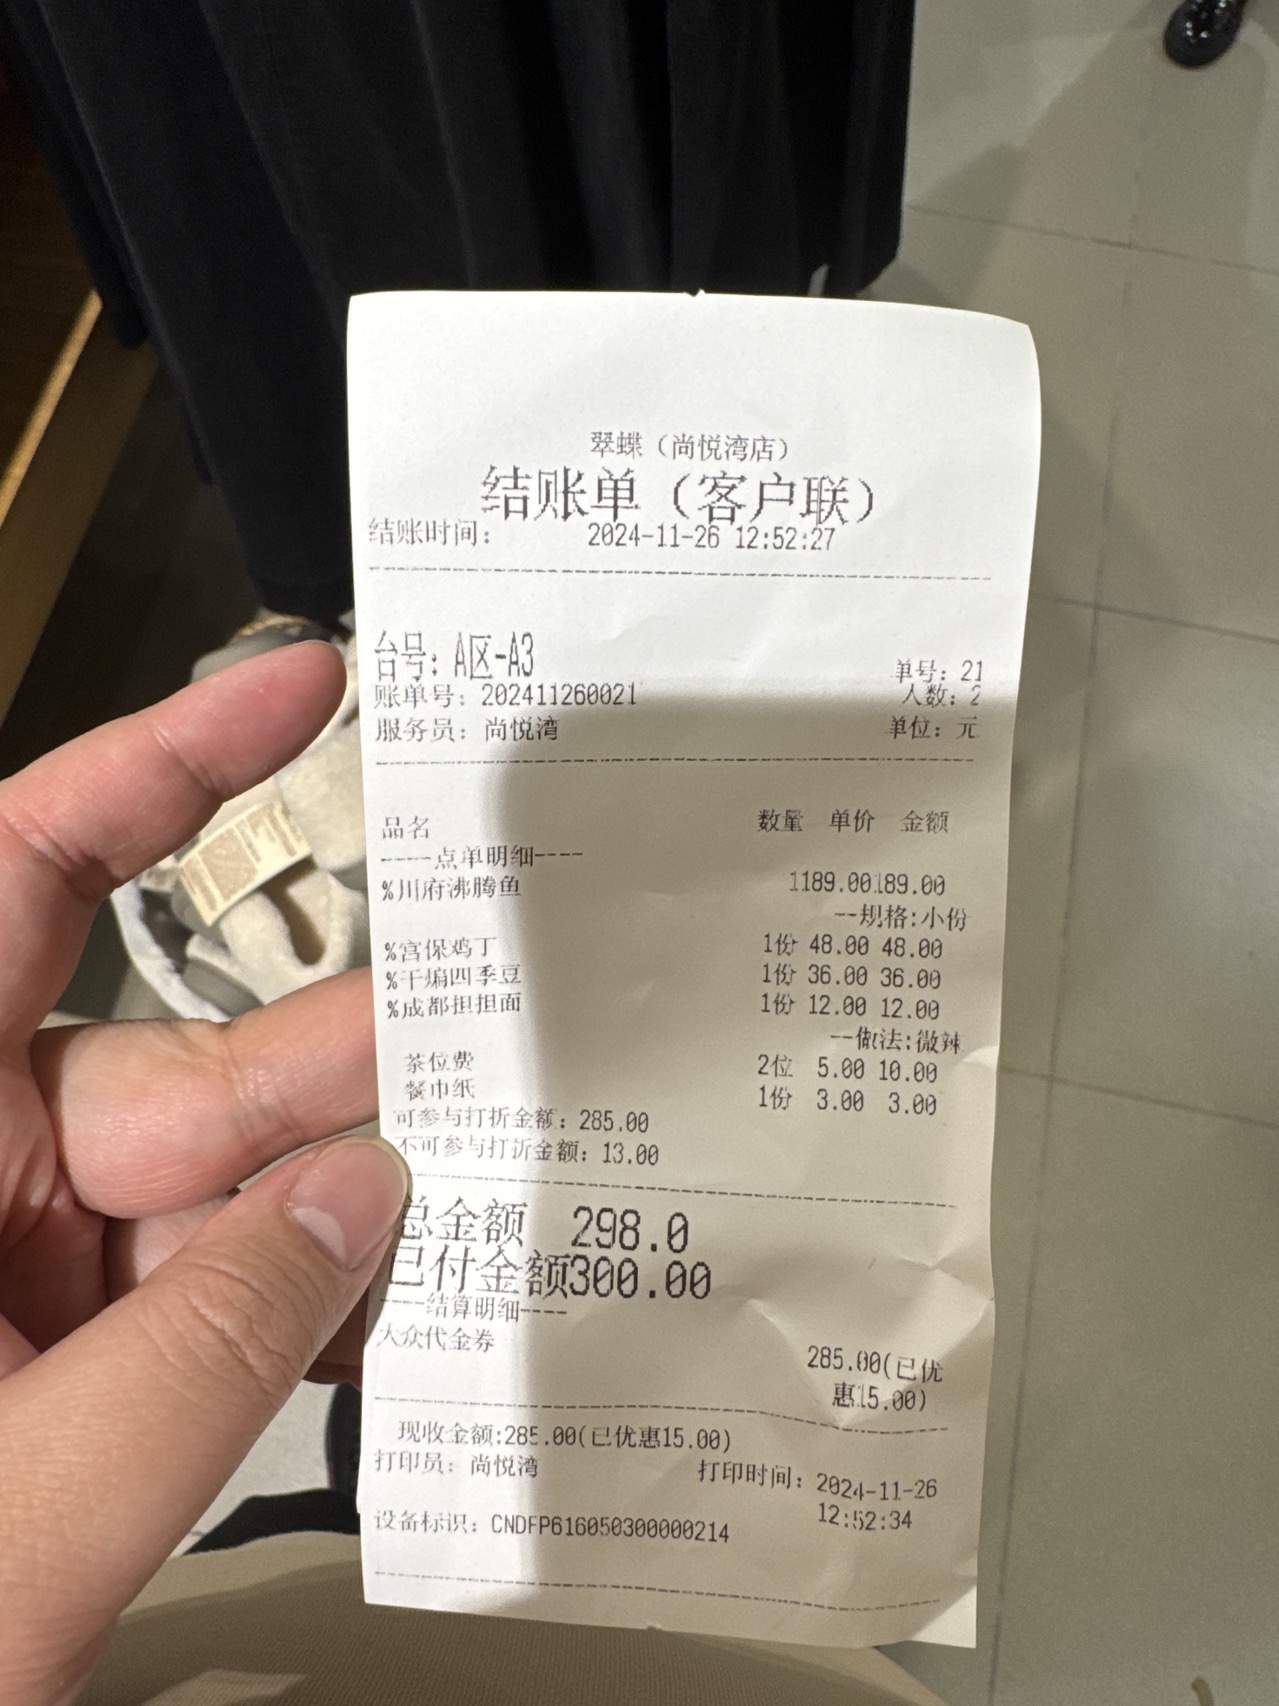 翠蝶（尚悦湾店）
结账单（客户联）
结账时间： 2024-11-26 12:52:27
台号：A区-A3
单号：21
账单号：202411260021
人数：2
服务员：尚悦湾
单位：元
品名 数量 单价 金额
----点单明细----
%川府沸腾鱼 1189.00189.00
--规格:小份
%宫保鸡丁 1份 48.00 48.00
%干煸四季豆 1份 36.00 36.00
%成都担担面 1份 12.00 12.00
--做法:微辣
茶位费 2位 5.00 10.00
餐巾纸 1份 3.00 3.00
可参与打折金额：285.00
不可参与打折金额：13.00
总金额 298.0
已付金额300.00
----结算明细----
大众代金券 285.00(已优
惠15.00)
现收金额:285.00(已优惠15.00)
打印员：尚悦湾 打印时间：2024-11-26
12:52:34
设备标识：CNDFP616050300000214